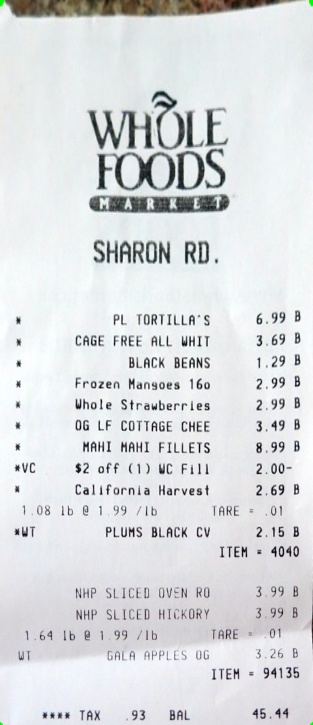 WHOLE
FOODS
MARKET
SHARON RD.
* PL TORTILLA'S 6.99 B
* CAGE FREE ALL WHIT 3.69 B
* BLACK BEANS 1.29 B
* Frozen Mangoes 16o 2.99 B
* Whole Strawberries 2.99 B
* OG LF COTTAGE CHEE 3.49 B
* MAHI MAHI FILLETS 8.99 B
*VC $2 off (1) WC Fill 2.00-
* California Harvest 2.69 B
1.08 lb @ 1.99 /lb TARE = .01
*WT PLUMS BLACK CV 2.15 B
ITEM = 4040
NHP SLICED OVEN RO 3.99 B
NHP SLICED HICKORY 3.99 B
1.64 lb @ 1.99 /lb TARE = .01
WT GALA APPLES OG 3.26 B
ITEM = 94135
**** TAX .93 BAL 45.44